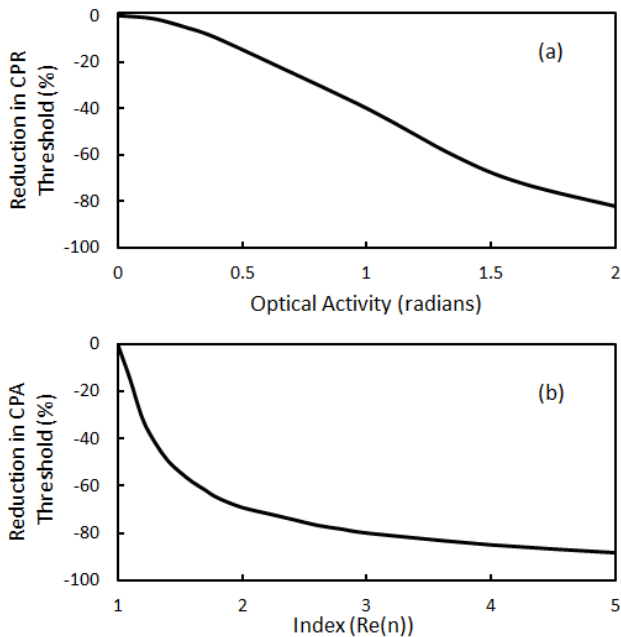 Reduction in CPR
Threshold (%)
0
-20
-40
-60
-80
-100
(a)
0
0.5
1
1.5
2
Optical Activity (radians)
Reduction in CPA
Threshold (%)
0
-20
-40
-60
-80
-100
(b)
1
2
3
4
5
Index (Re(n))